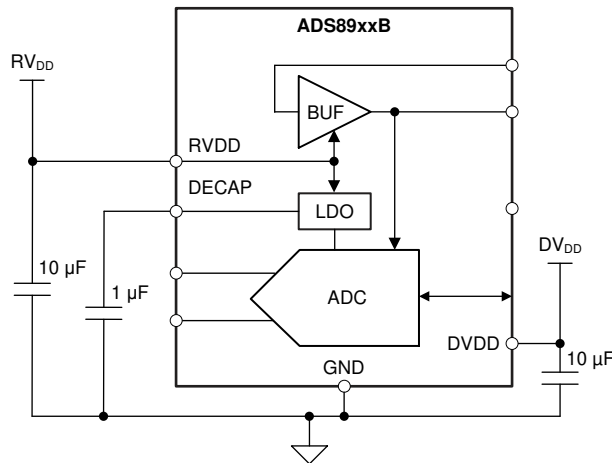 ADS89xxB
RVDD
BUF
RVDD
DECAP
LDO
DVDD
10 µF
1 µF
ADC
DVDD
10 µF
GND